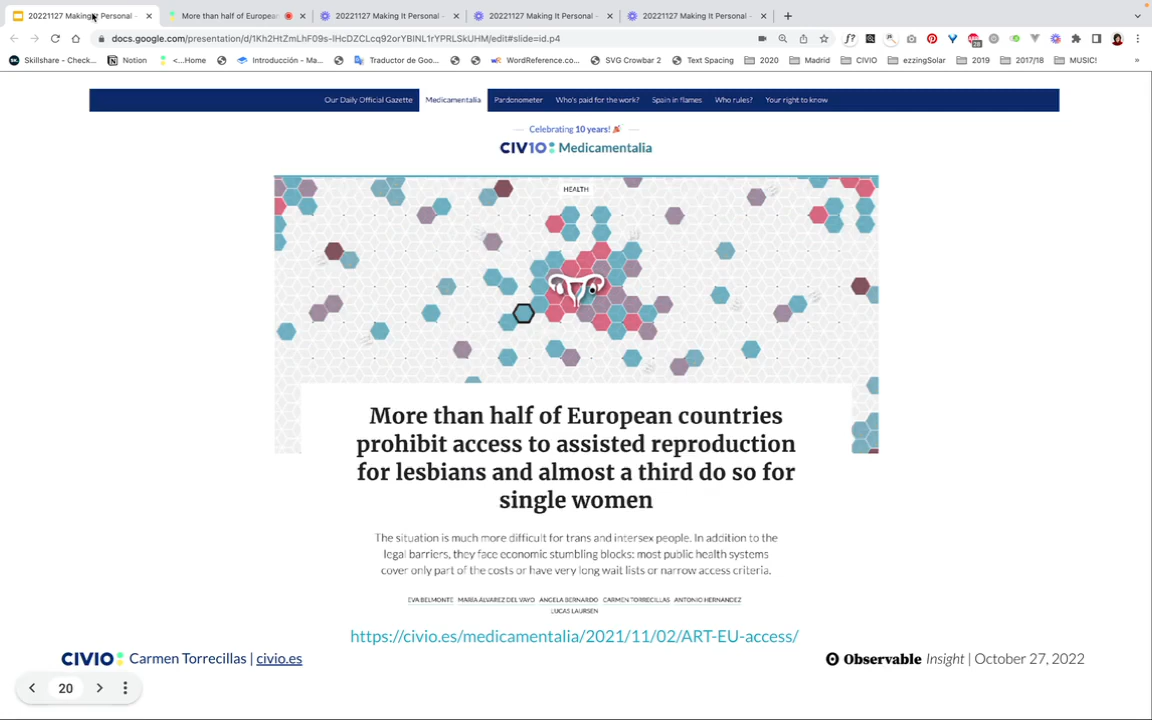 20221127 Making It Personal -
More than half of European
20221127 Making It Personal -
20221127 Making It Personal -
20221127 Making It Personal -
docs.google.com/presentation/d/1Kh2HtZmLhF09s-IHcDZCLcq92orYBINL1rYPRLSkUHM/edit#slide=id.p4
Skillshare - Check...
Notion
<...Home
Introducción - Ma...
Traductor de Goo...
WordReference.co...
SVG Crowbar 2
Text Spacing
2020
Madrid
CIVIO
ezzingSolar
2019
2017/18
MUSIC!
»
Our Daily Official Gazette
Medicamentalia
Pardonometer
Who's paid for the work?
Spain in flames
Who rules?
Your right to know
Celebrating 10 years!
CIV10 Medicamentalia
HEALTH
More than half of European countries
prohibit access to assisted reproduction
for lesbians and almost a third do so for
single women
The situation is much more difficult for trans and intersex people. In addition to the
legal barriers, they face economic stumbling blocks: most public health systems
cover only part of the costs or have very long wait lists or narrow access criteria.
EVA BELMONTE MARÍA ÁLVAREZ DEL VAYO ÁNGELA BERNARDO CARMEN TORRECILLAS ANTONIO HERNÁNDEZ
LUCAS LAURSEN
https://civio.es/medicamentalia/2021/11/02/ART-EU-access/
CIVIO Carmen Torrecillas | civio.es
Observable Insight | October 27, 2022
20